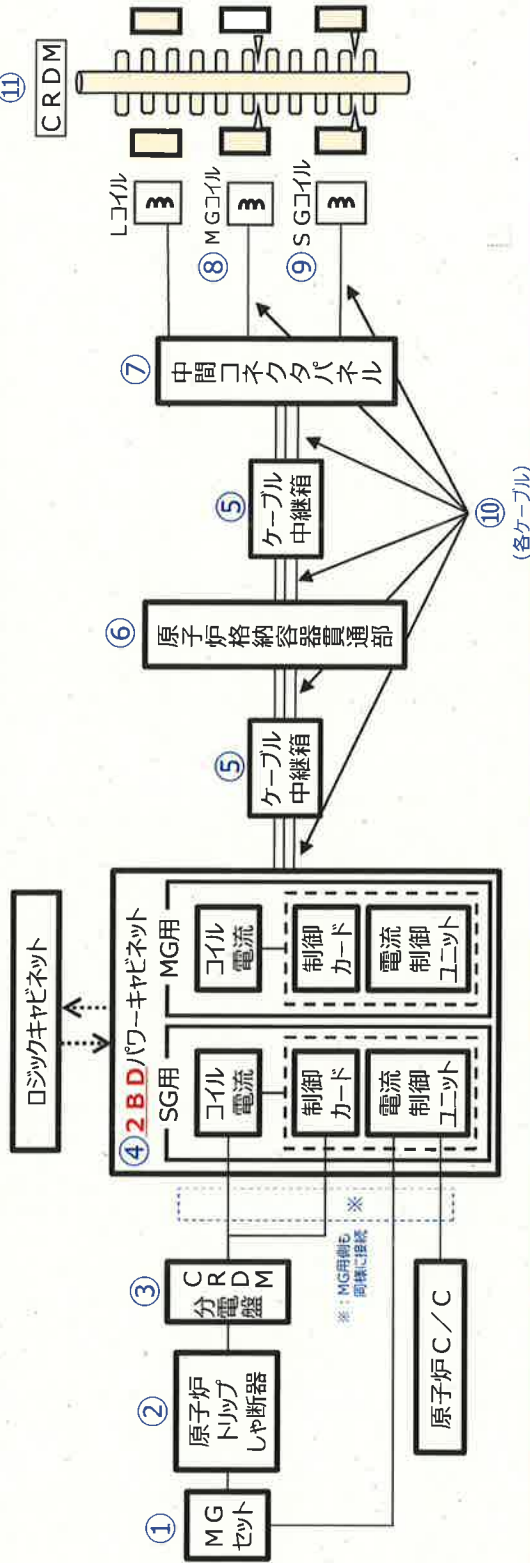 ①
MG
セット
②
原子炉
トリップ
しゃ断器
③
CRDM
分電盤
※
※：MG用側も
同様に接続
原子炉C／C
ロジックキャビネット
④2BDパワーキャビネット
SG用
コイル
電流
制御
カード
電流
制御
ユニット
MG用
コイル
電流
制御
カード
電流
制御
ユニット
⑤
ケーブル
中継箱
⑥
原子炉格納容器貫通部
⑤
ケーブル
中継箱
⑦
中間コネクタパネル
⑩
(各ケーブル)
Lコイル
⑧MGコイル
⑨SGコイル
⑪
CRDM